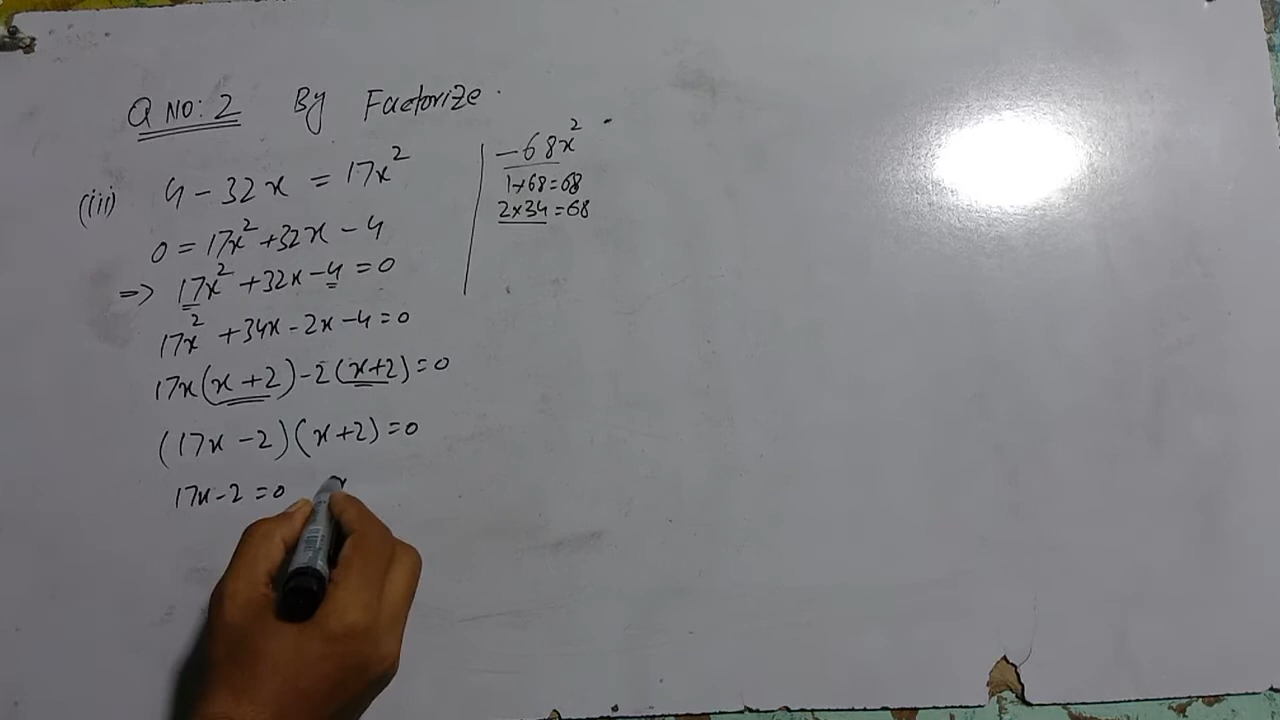 Q NO: 2 By Factorize.
(iii) 4 - 32x = 17x²
0 = 17x² + 32x - 4
=> 17x² + 32x - 4 = 0
17x² + 34x - 2x - 4 = 0
17x(x + 2) - 2(x + 2) = 0
(17x - 2)(x + 2) = 0
17x - 2 = 0
-68x²
1×68 = 68
2×34 = 68